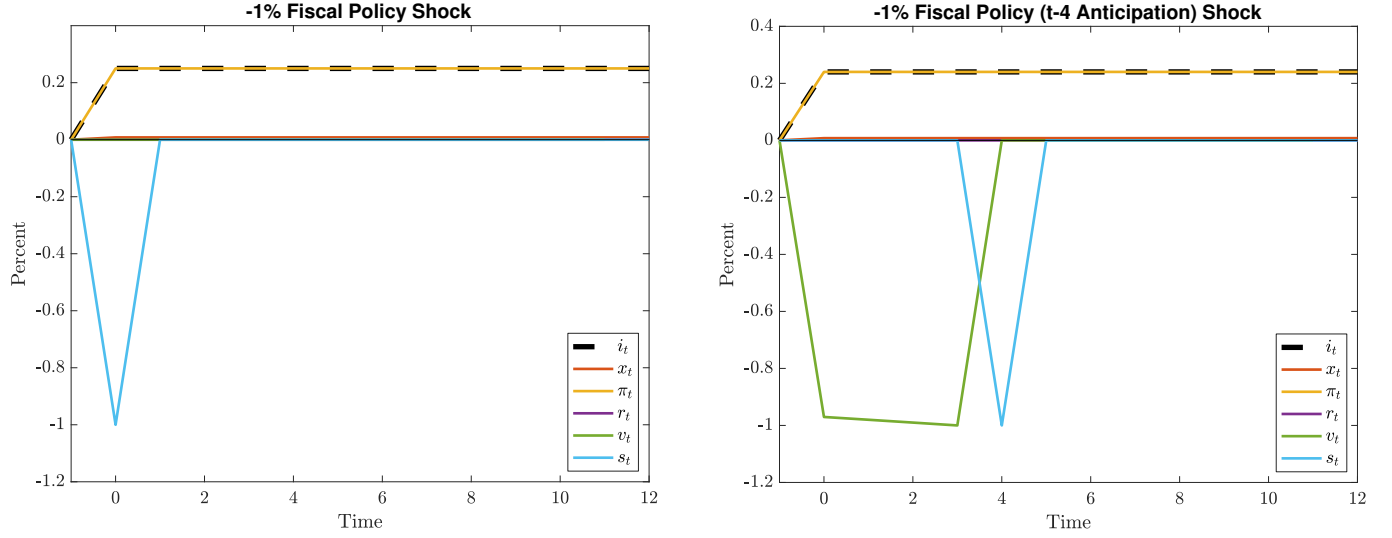 -1% Fiscal Policy Shock
0.2
0
-0.2
-0.4
-0.6
-0.8
-1
-1.2
Percent
0
2
4
6
8
10
12
Time
i_t
x_t
π_t
r_t
v_t
s_t
-1% Fiscal Policy (t-4 Anticipation) Shock
0.4
0.2
0
-0.2
-0.4
-0.6
-0.8
-1
-1.2
Percent
0
2
4
6
8
10
12
Time
i_t
x_t
π_t
r_t
v_t
s_t